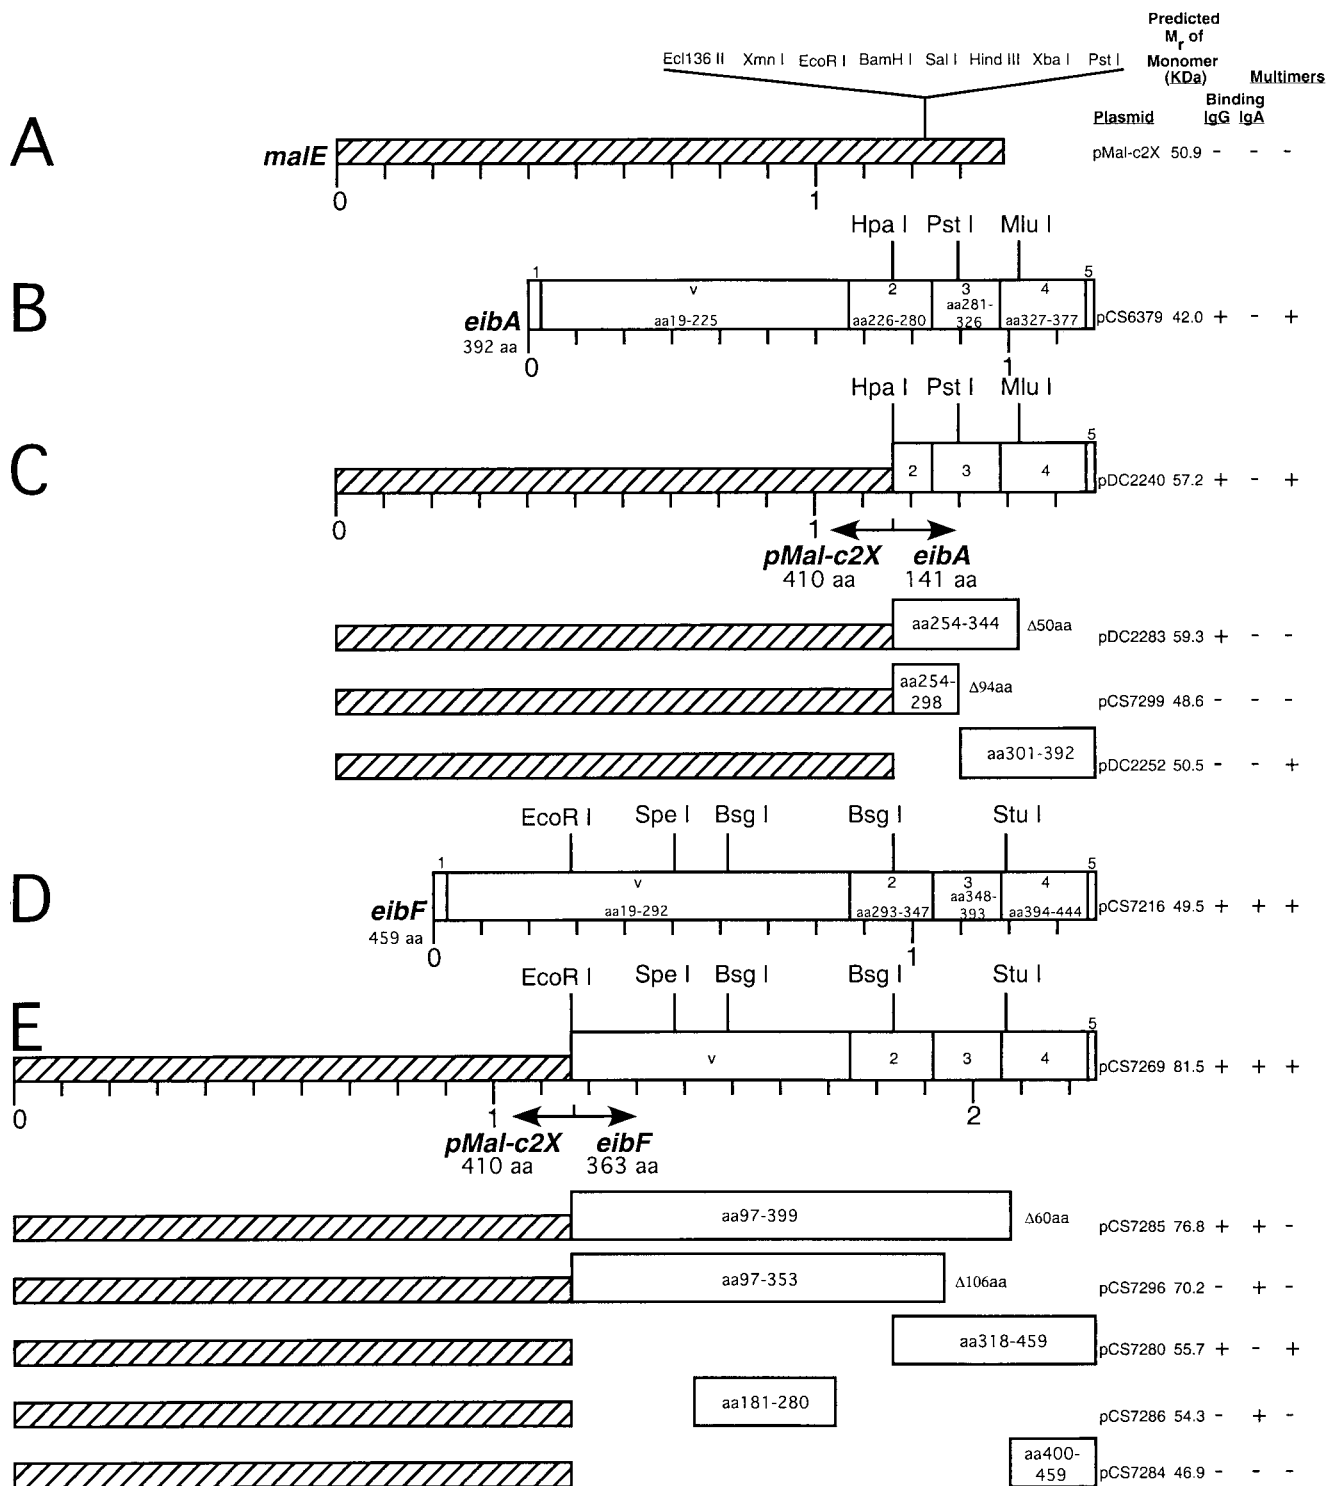 Predicted
Mr of
Monomer
(KDa)
Multimers
Binding
Plasmid IgG IgA
Ecl136 II Xmn I EcoR I BamH I Sal I Hind III Xba I Pst I
A
malE
pMal-c2X 50.9 - - -
0 1
Hpa I Pst I Mlu I
B
1 v 2 3 4 5
eibA
392 aa
aa19-225 aa226-280 aa281-326 aa327-377
pCS6379 42.0 + - +
0 1
Hpa I Pst I Mlu I
C
2 3 4 5
pDC2240 57.2 + - +
0 1
pMal-c2X eibA
410 aa 141 aa
aa254-344 Δ50aa
pDC2283 59.3 + - -
aa254-298 Δ94aa
pCS7299 48.6 - - -
aa301-392
pDC2252 50.5 - - +
EcoR I Spe I Bsg I Bsg I Stu I
D
1 v 2 3 4 5
eibF
459 aa
aa19-292 aa293-347 aa348-393 aa394-444
pCS7216 49.5 + + +
0 1
EcoR I Spe I Bsg I Bsg I Stu I
E
v 2 3 4 5
pCS7269 81.5 + + +
0 1 2
pMal-c2X eibF
410 aa 363 aa
aa97-399 Δ60aa
pCS7285 76.8 + + -
aa97-353 Δ106aa
pCS7296 70.2 - + -
aa318-459
pCS7280 55.7 + - +
aa181-280
pCS7286 54.3 - + -
aa400-459
pCS7284 46.9 - - -